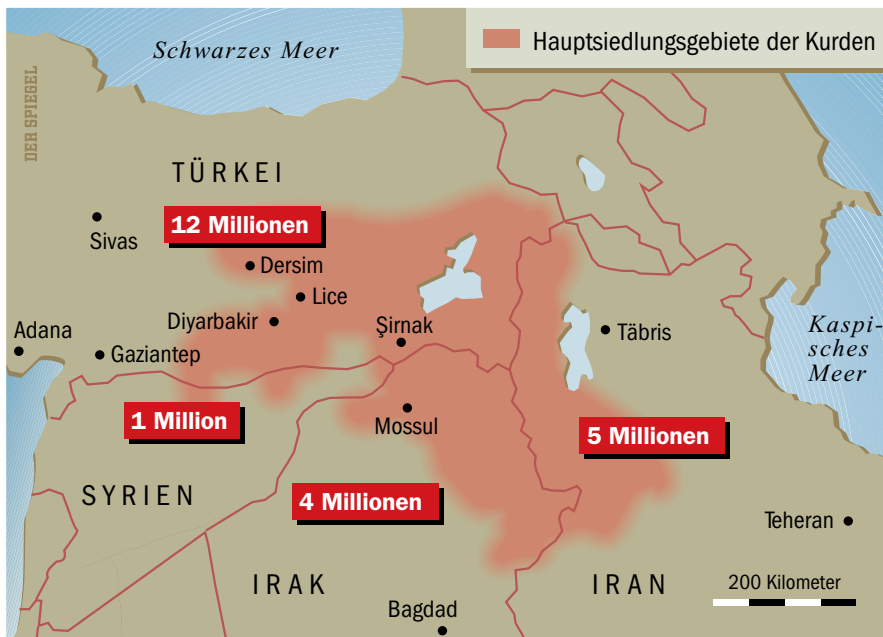 Schwarzes Meer
Hauptsiedlungsgebiete der Kurden
DER SPIEGEL
TÜRKEI
12 Millionen
Sivas
Dersim
Lice
Diyarbakir
Şirnak
Adana
Gaziantep
Täbris
Kaspi-
sches
Meer
1 Million
Mossul
5 Millionen
SYRIEN
4 Millionen
Teheran
IRAK
IRAN
200 Kilometer
Bagdad